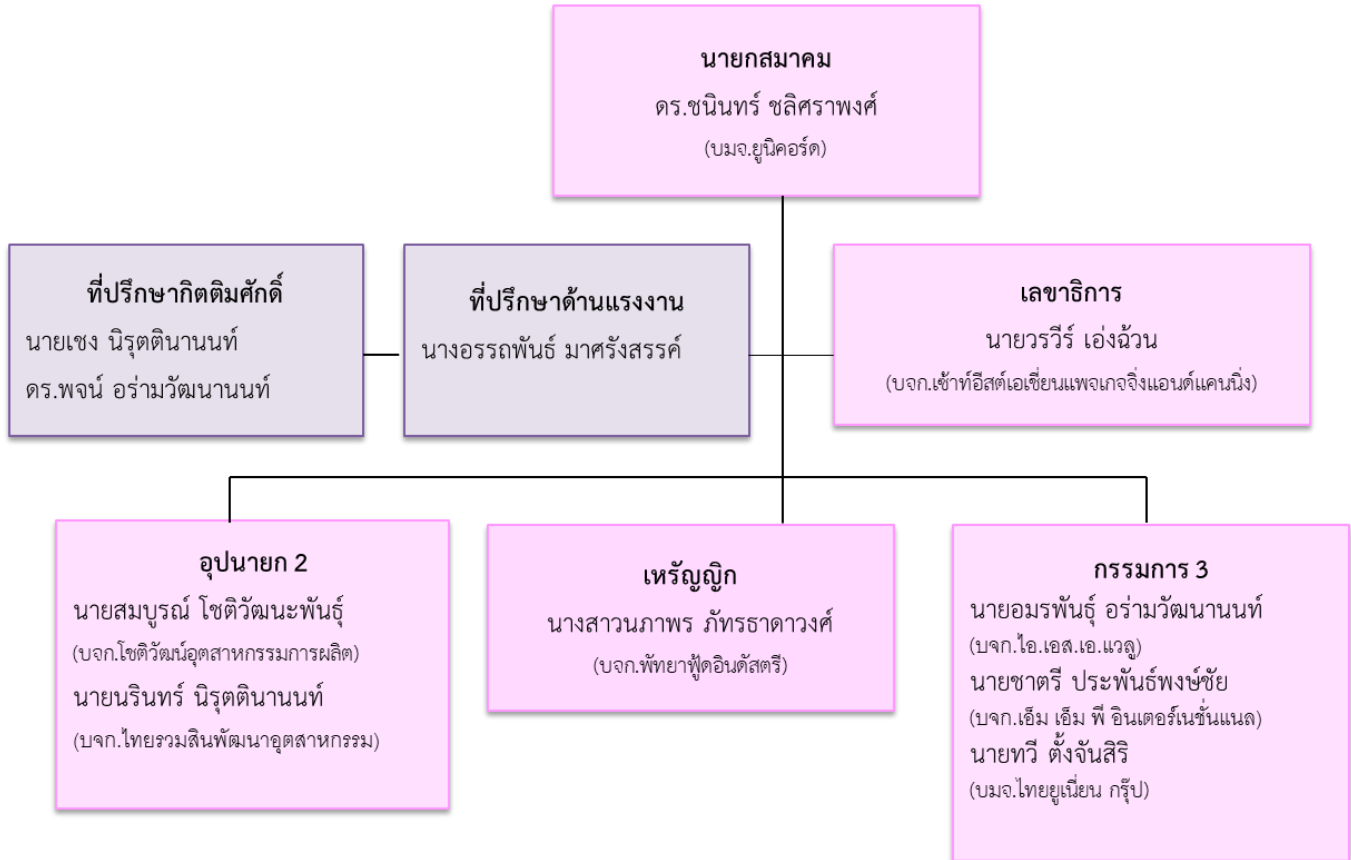 นายกสมาคม
ดร.ชนินทร์ ชลิศราพงศ์
(บมจ.ยูนิคอร์ด)
ที่ปรึกษากิตติมศักดิ์
นายเชง นิรุตตินานนท์
ดร.พจน์ อร่ามวัฒนานนท์
ที่ปรึกษาด้านแรงงาน
นางอรรถพันธ์ มาศรังสรรค์
เลขาธิการ
นายวรวีร์ เอ่งฉ้วน
(บจก.เซ้าท์อีสต์เอเชี่ยนแพจเกจจิ่งแอนด์แคนนิ่ง)
อุปนายก 2
นายสมบูรณ์ โชติวัฒนะพันธุ์
(บจก.โชติวัฒน์อุตสาหกรรมการผลิต)
นายนรินทร์ นิรุตตินานนท์
(บจก.ไทยรวมสินพัฒนาอุตสาหกรรม)
เหรัญญิก
นางสาวนภาพร ภัทรธาดาวงศ์
(บจก.พัทยาฟู้ดอินดัสตรี)
กรรมการ 3
นายอมรพันธุ์ อร่ามวัฒนานนท์
(บจก.ไอ.เอส.เอ.แวลู)
นายชาตรี ประพันธ์พงษ์ชัย
(บจก.เอ็ม เอ็ม พี อินเตอร์เนชั่นแนล)
นายทวี ตั้งจันสิริ
(บมจ.ไทยยูเนี่ยน กรุ๊ป)